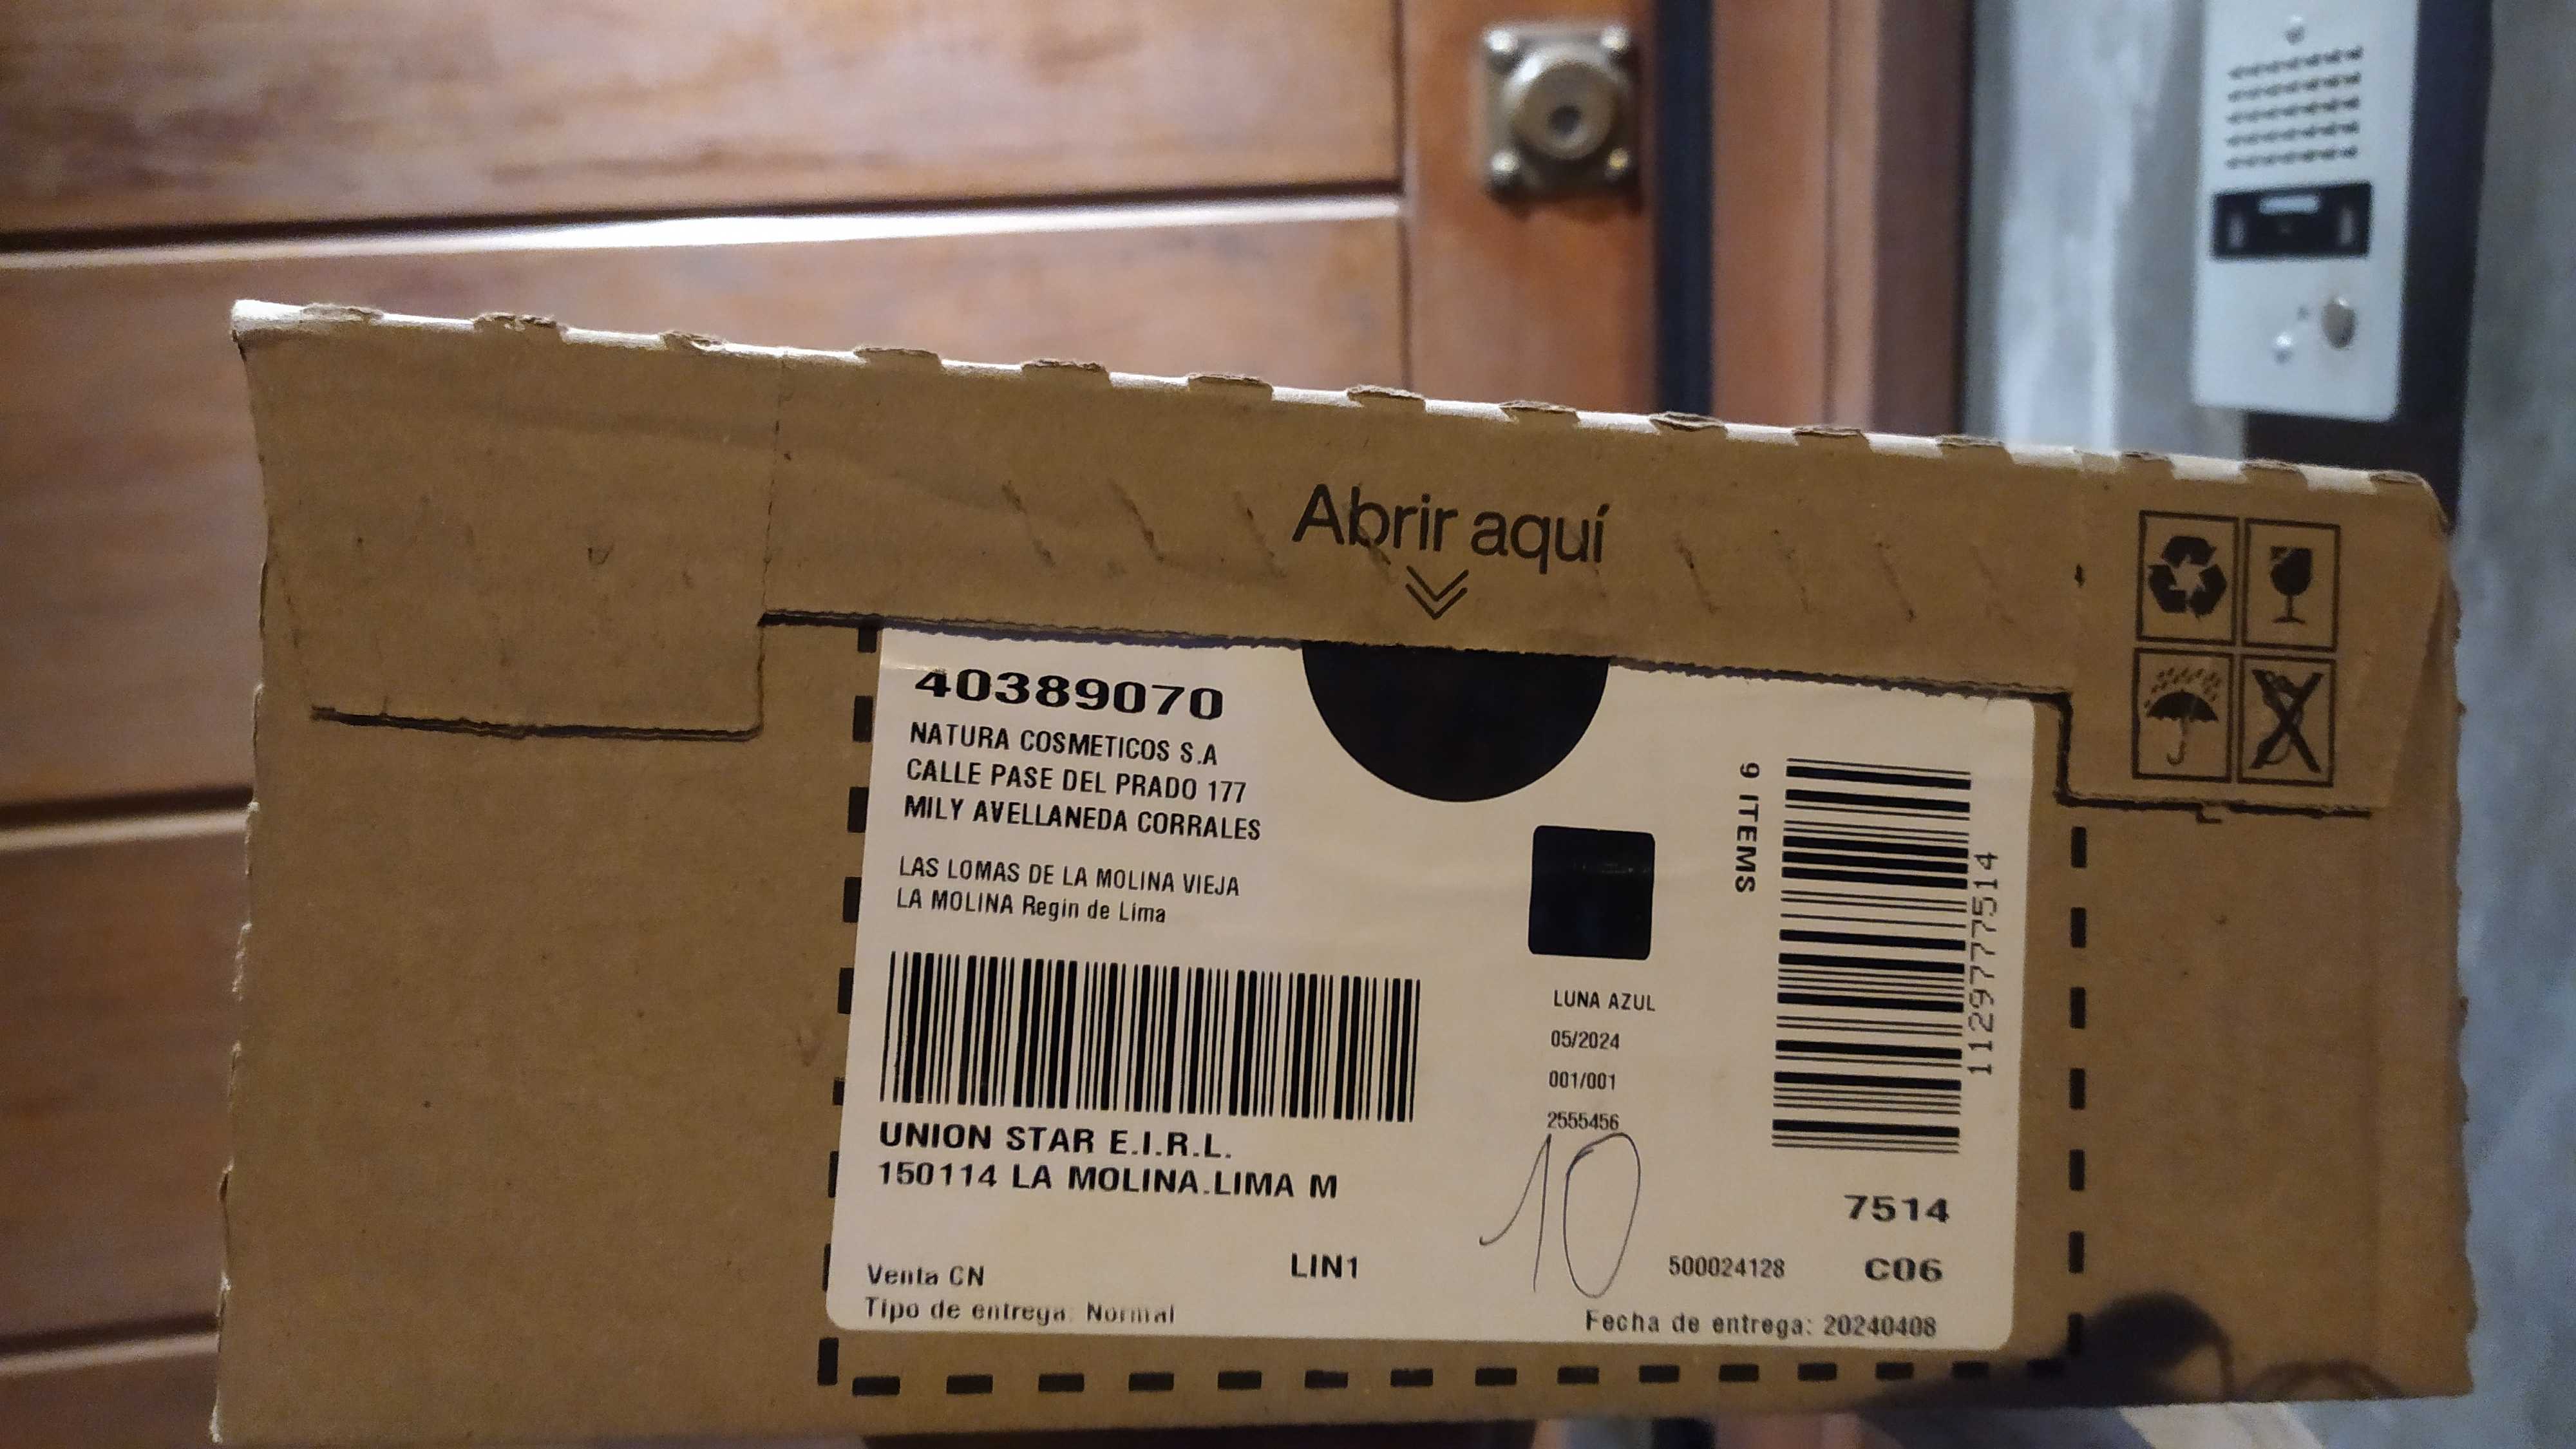 Abrir aquí
40389070
NATURA COSMETICOS S.A
CALLE PASE DEL PRADO 177
MILY AVELLANEDA CORRALES
LAS LOMAS DE LA MOLINA VIEJA
LA MOLINA Regin de Lima
UNION STAR E.I.R.L.
150114 LA MOLINA.LIMA M
Venta CN
LIN1
Tipo de entrega: Normal
LUNA AZUL
05/2024
001/001
2555456
10
9 ITEMS
11297777514
7514
500024128
C06
Fecha de entrega: 20240408